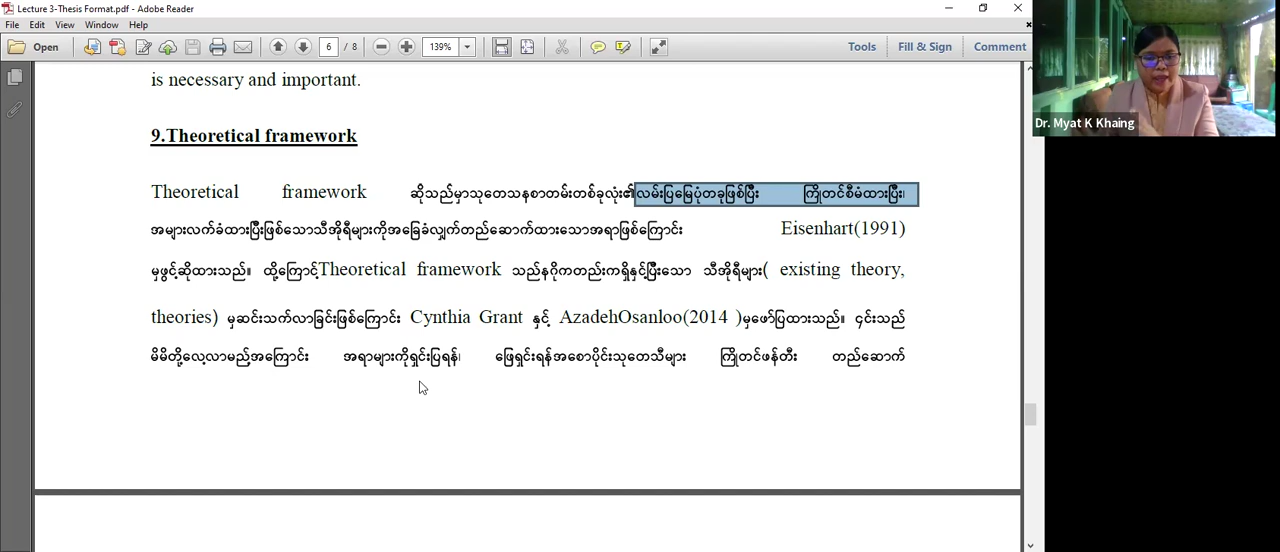 Lecture 3-Thesis Format.pdf - Adobe Reader
File Edit View Window Help
Open 6 / 8 139% Tools Fill & Sign Comment
is necessary and important.
Dr. Myat K Khaing
9.Theoretical framework
Theoretical framework ဆိုသည်မှာသုတေသနစာတမ်းတစ်ခုလုံး၏လမ်းပြမြေပုံတခုဖြစ်ပြီး ကြိုတင်စီမံထားပြီး၊
အများလက်ခံထားပြီးဖြစ်သောသီအိုရီများကိုအခြေခံလျှက်တည်ဆောက်ထားသောအရာဖြစ်ကြောင်း Eisenhart(1991)
မှဖွင့်ဆိုထားသည်။ ထို့ကြောင့်Theoretical framework သည်နဂိုကတည်းကရှိနှင့်ပြီးသော သီအိုရီများ( existing theory,
theories) မှဆင်းသက်လာခြင်းဖြစ်ကြောင်း Cynthia Grant နှင့် AzadehOsanloo(2014 )မှဖော်ပြထားသည်။ ၎င်းသည်
မိမိတို့လေ့လာမည့်အကြောင်း အရာများကိုရှင်းပြရန်၊ ဖြေရှင်းရန်အစောပိုင်းသုတေသီများ ကြိုတင်ဖန်တီး တည်ဆောက်